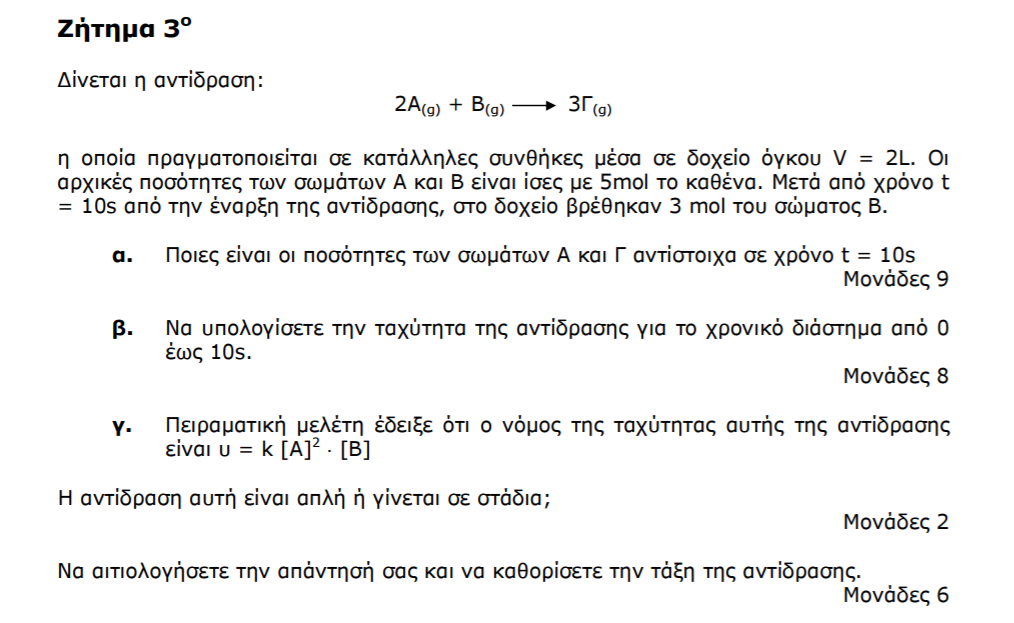 Ζήτημα 3ο
Δίνεται η αντίδραση:
2Α(g) + Β(g) ⟶ 3Γ(g)
η οποία πραγματοποιείται σε κατάλληλες συνθήκες μέσα σε δοχείο όγκου V = 2L. Οι
αρχικές ποσότητες των σωμάτων Α και Β είναι ίσες με 5mol το καθένα. Μετά από χρόνο t
= 10s από την έναρξη της αντίδρασης, στο δοχείο βρέθηκαν 3 mol του σώματος Β.
α. Ποιες είναι οι ποσότητες των σωμάτων Α και Γ αντίστοιχα σε χρόνο t = 10s
Μονάδες 9
β. Να υπολογίσετε την ταχύτητα της αντίδρασης για το χρονικό διάστημα από 0
έως 10s.
Μονάδες 8
γ. Πειραματική μελέτη έδειξε ότι ο νόμος της ταχύτητας αυτής της αντίδρασης
είναι υ = k [Α]² · [Β]
Η αντίδραση αυτή είναι απλή ή γίνεται σε στάδια;
Μονάδες 2
Να αιτιολογήσετε την απάντησή σας και να καθορίσετε την τάξη της αντίδρασης.
Μονάδες 6